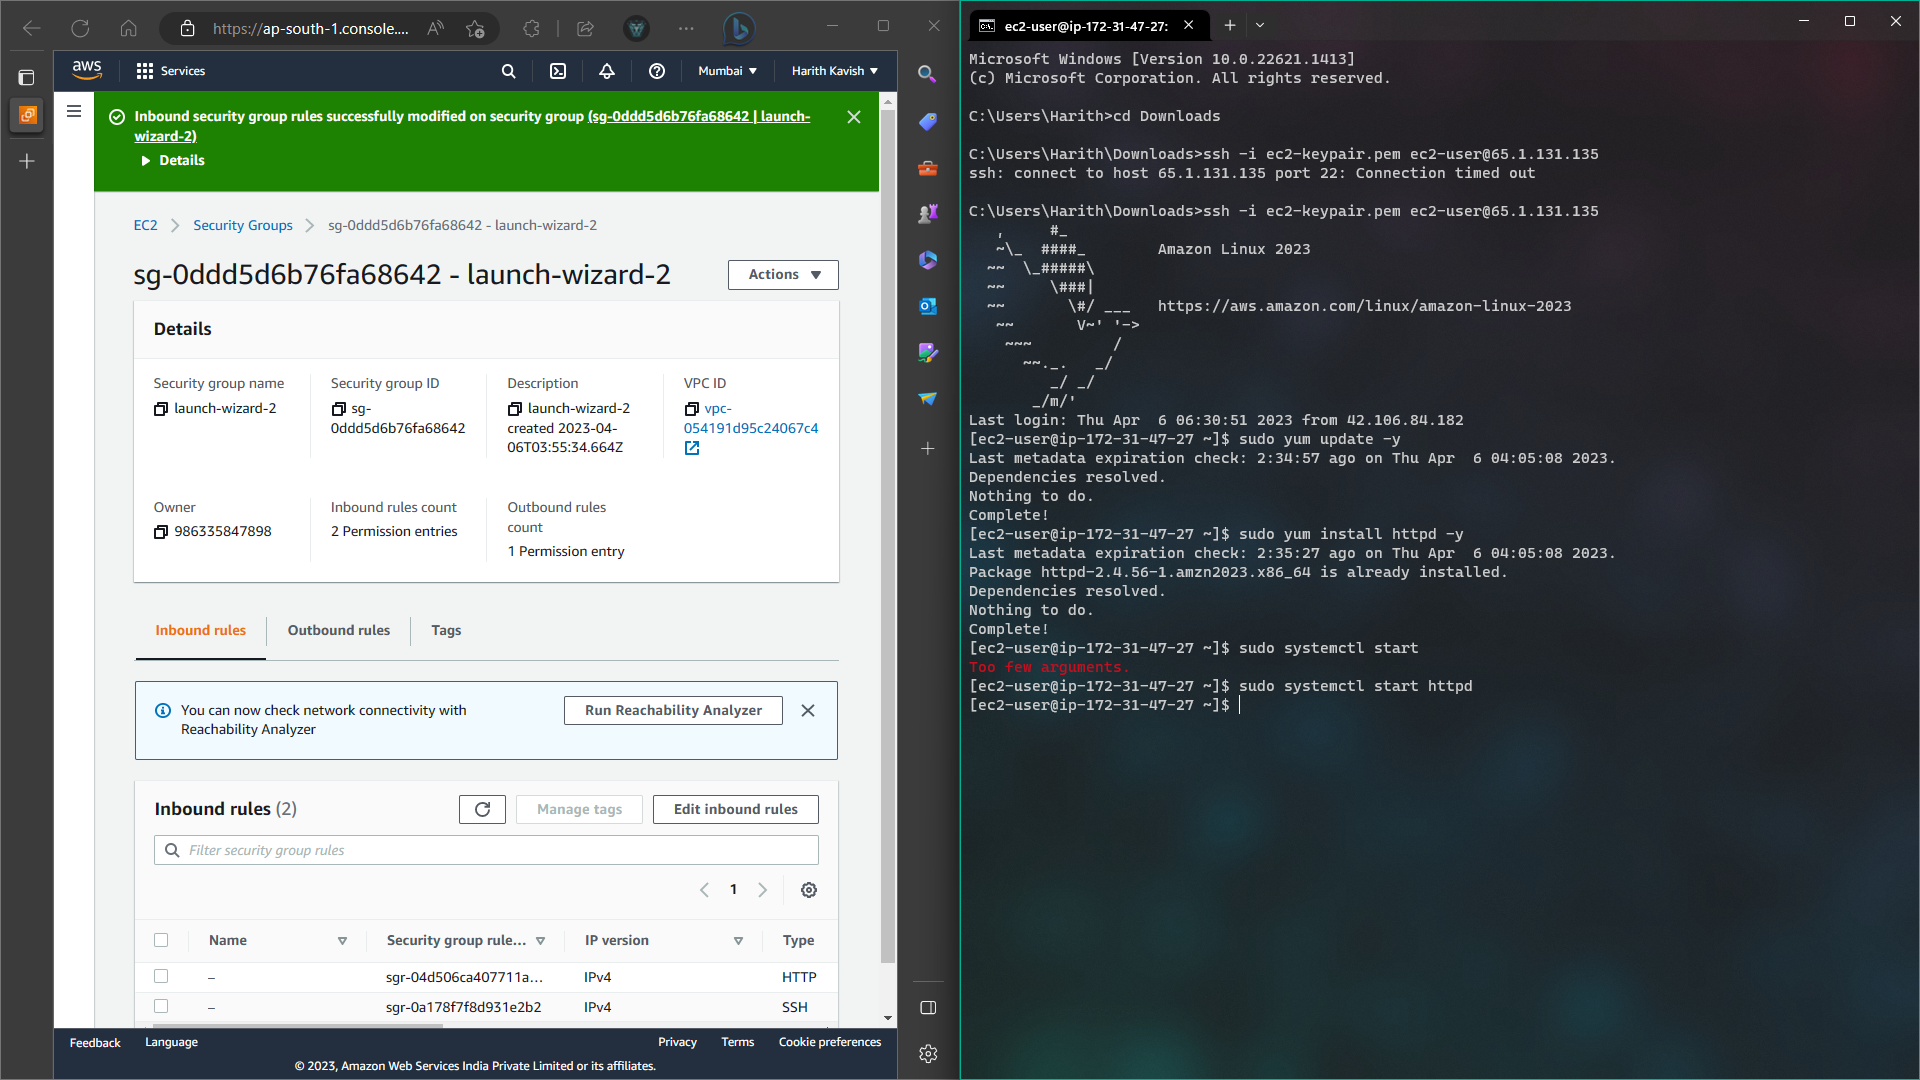 https://ap-south-1.console....
aws
Services
Mumbai
Harith Kavish
Inbound security group rules successfully modified on security group (sg-0ddd5d6b76fa68642 | launch-
wizard-2)
Details
EC2
Security Groups
sg-0ddd5d6b76fa68642 - launch-wizard-2
sg-0ddd5d6b76fa68642 - launch-wizard-2
Actions
Details
Security group name
launch-wizard-2
Security group ID
sg-
0ddd5d6b76fa68642
Description
launch-wizard-2
created 2023-04-
06T03:55:34.664Z
VPC ID
vpc-
054191d95c24067c4
Owner
986335847898
Inbound rules count
2 Permission entries
Outbound rules
count
1 Permission entry
Inbound rules
Outbound rules
Tags
You can now check network connectivity with
Reachability Analyzer
Run Reachability Analyzer
Inbound rules (2)
Manage tags
Edit inbound rules
Filter security group rules
1
Name
Security group rule...
IP version
Type
–
sgr-04d506ca407711a...
IPv4
HTTP
–
sgr-0a178f7f8d931e2b2
IPv4
SSH
Feedback
Language
Privacy
Terms
Cookie preferences
© 2023, Amazon Web Services India Private Limited or its affiliates.
ec2-user@ip-172-31-47-27:
Microsoft Windows [Version 10.0.22621.1413]
(c) Microsoft Corporation. All rights reserved.
C:\Users\Harith>cd Downloads
C:\Users\Harith\Downloads>ssh -i ec2-keypair.pem ec2-user@65.1.131.135
ssh: connect to host 65.1.131.135 port 22: Connection timed out
C:\Users\Harith\Downloads>ssh -i ec2-keypair.pem ec2-user@65.1.131.135
   ,     #_
   ~\_  ####_        Amazon Linux 2023
  ~~  \_#####\
  ~~     \###|
  ~~       \#/ ___   https://aws.amazon.com/linux/amazon-linux-2023
   ~~       V~' '->
    ~~~         /
      ~~._.   _/
         _/ _/
       _/m/'
Last login: Thu Apr  6 06:30:51 2023 from 42.106.84.182
[ec2-user@ip-172-31-47-27 ~]$ sudo yum update -y
Last metadata expiration check: 2:34:57 ago on Thu Apr  6 04:05:08 2023.
Dependencies resolved.
Nothing to do.
Complete!
[ec2-user@ip-172-31-47-27 ~]$ sudo yum install httpd -y
Last metadata expiration check: 2:35:27 ago on Thu Apr  6 04:05:08 2023.
Package httpd-2.4.56-1.amzn2023.x86_64 is already installed.
Dependencies resolved.
Nothing to do.
Complete!
[ec2-user@ip-172-31-47-27 ~]$ sudo systemctl start
Too few arguments.
[ec2-user@ip-172-31-47-27 ~]$ sudo systemctl start httpd
[ec2-user@ip-172-31-47-27 ~]$